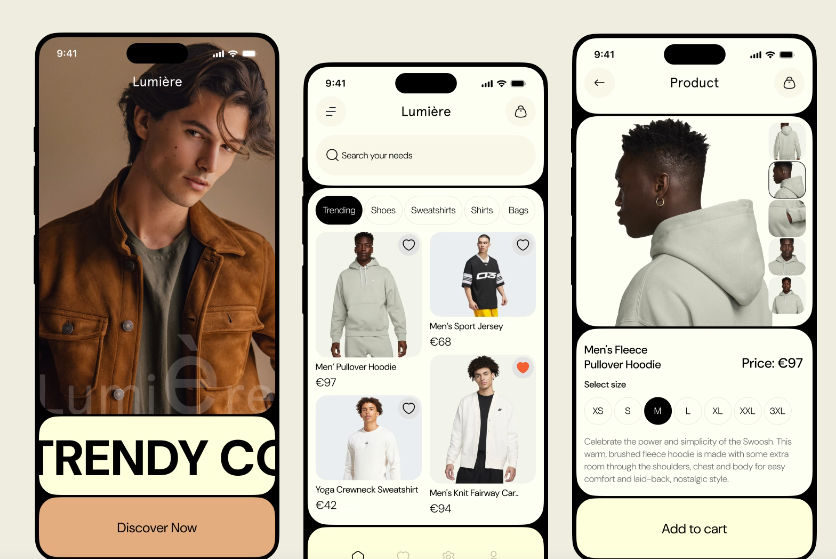 9:41
Lumière
Lumière
TRENDY CO
Discover Now
9:41
Lumière
Search your needs
Trending
Shoes
Sweatshirts
Shirts
Bags
Men' Pullover Hoodie
€97
Men's Sport Jersey
€68
Yoga Crewneck Sweatshirt
€42
Men's Knit Fairway Car..
€94
9:41
Product
Men's Fleece
Pullover Hoodie
Price: €97
Select size
XS
S
M
L
XL
XXL
3XL
Celebrate the power and simplicity of the Swoosh. This
warm, brushed fleece hoodie is made with some extra
room through the shoulders, chest and body for easy
comfort and laid-back, nostalgic style.
Add to cart